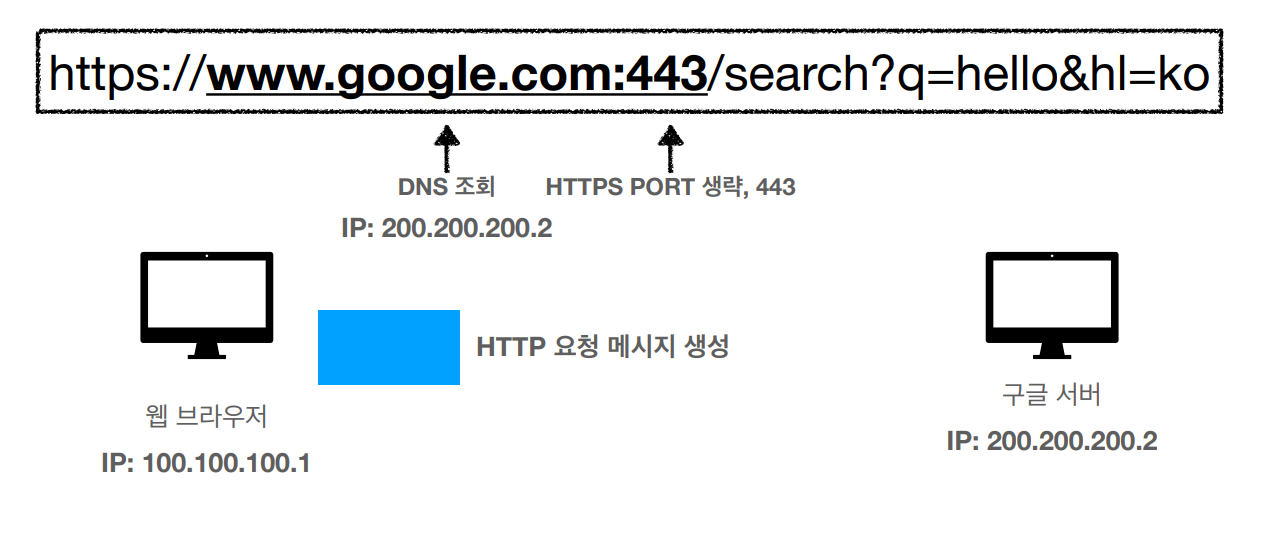 https://www.google.com:443/search?q=hello&hl=ko
DNS 조회
HTTPS PORT 생략, 443
IP: 200.200.200.2
HTTP 요청 메시지 생성
웹 브라우저
IP: 100.100.100.1
구글 서버
IP: 200.200.200.2